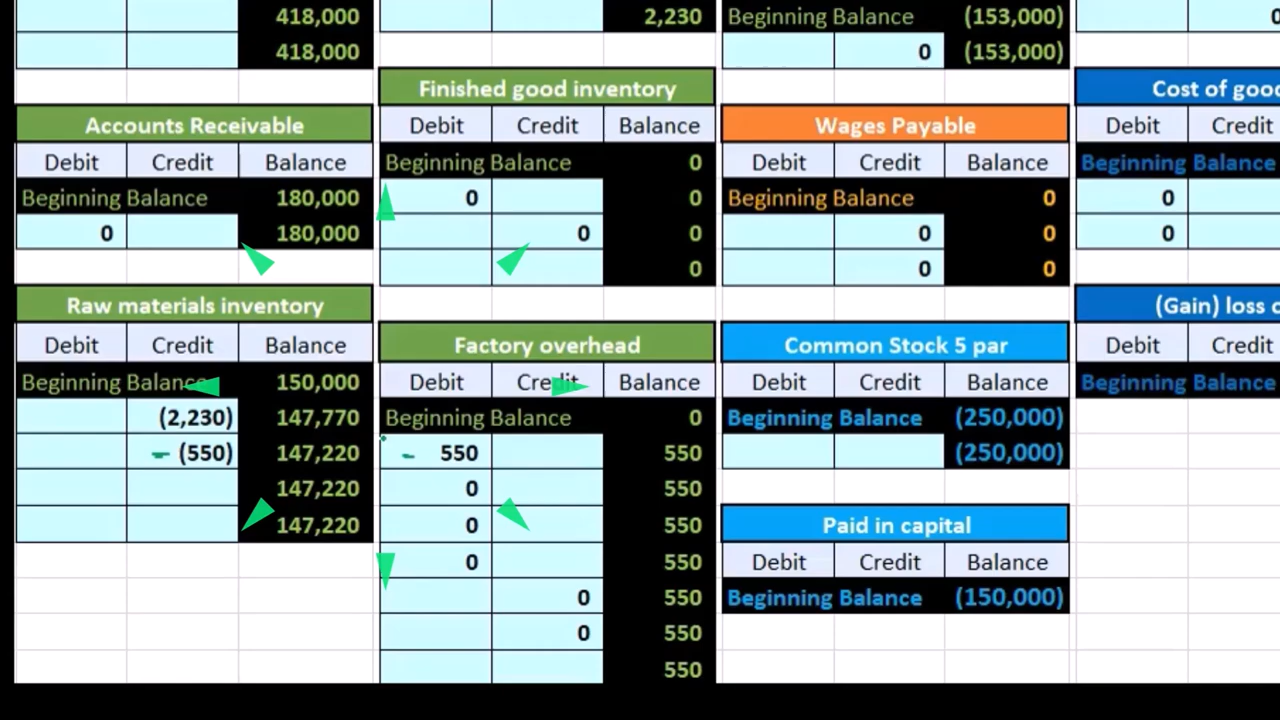 418,000
418,000
Accounts Receivable
Debit Credit Balance
Beginning Balance 180,000
0 180,000
Raw materials inventory
Debit Credit Balance
Beginning Balance 150,000
(2,230) 147,770
(550) 147,220
147,220
147,220
2,230
Finished good inventory
Debit Credit Balance
Beginning Balance 0
0 0
0 0
0
Factory overhead
Debit Credit Balance
Beginning Balance 0
550 550
0 550
0 550
0 550
0 550
0 550
550
Beginning Balance (153,000)
0 (153,000)
Wages Payable
Debit Credit Balance
Beginning Balance 0
0 0
0 0
Common Stock 5 par
Debit Credit Balance
Beginning Balance (250,000)
(250,000)
Paid in capital
Debit Credit Balance
Beginning Balance (150,000)
0
Cost of good
Debit Credit
Beginning Balance
0
0
(Gain) loss o
Debit Credit
Beginning Balance